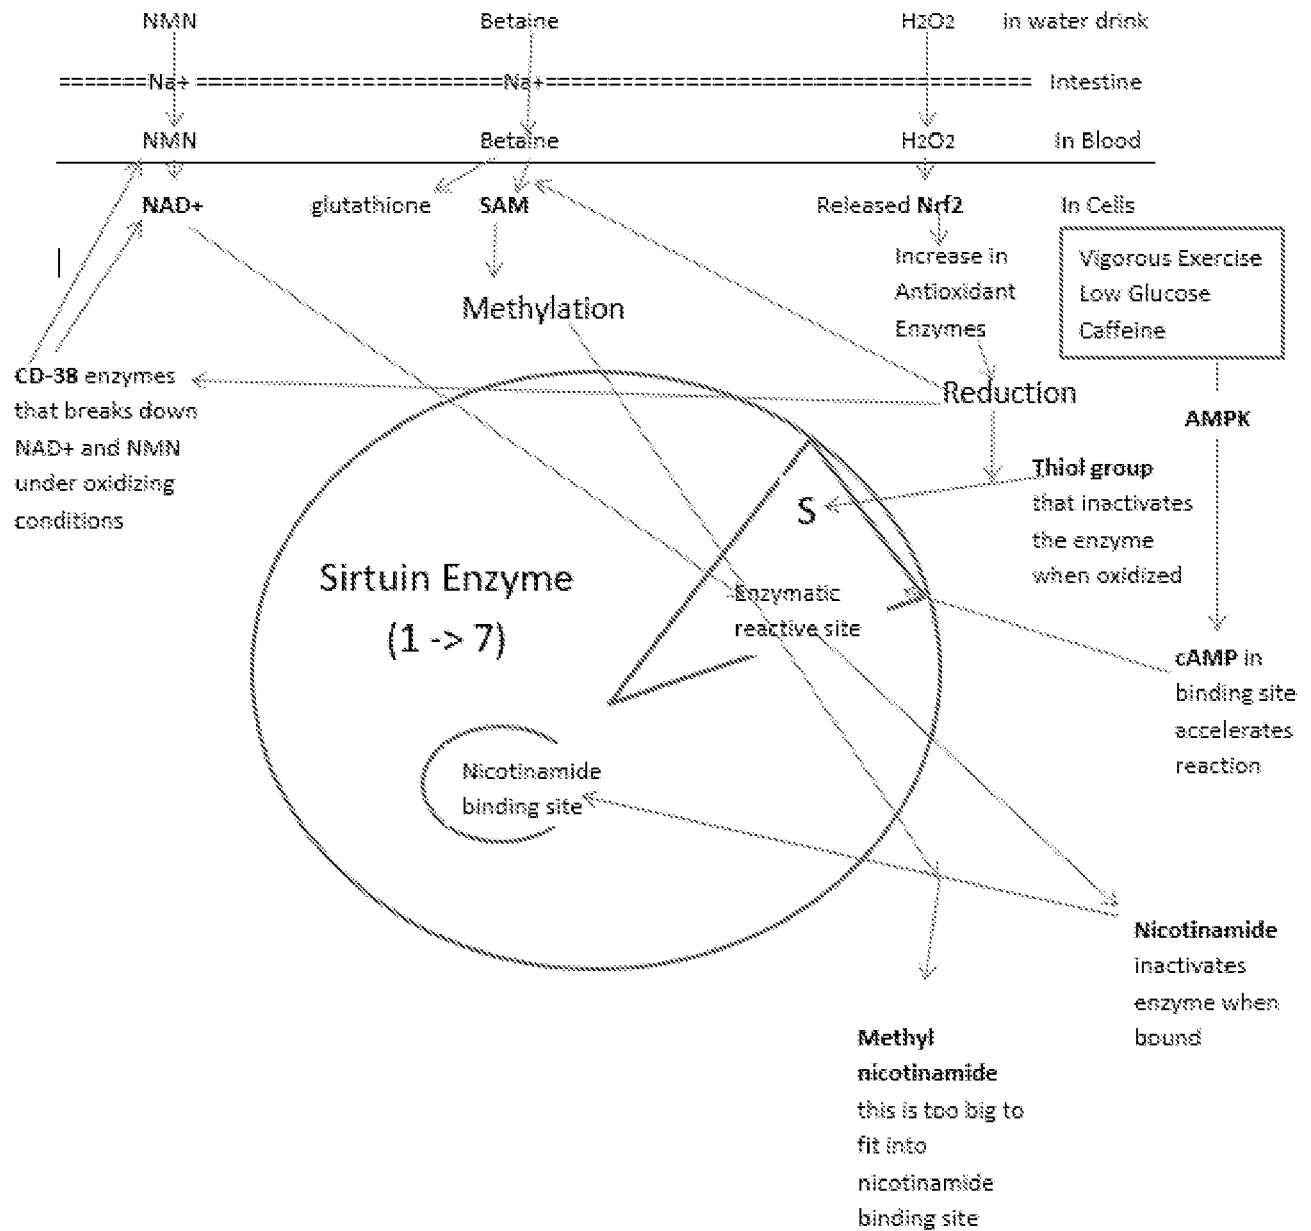 NMN Betaine H2O2 in water drink
=========Na+ ====================Na+================================ Intestine
NMN Betaine H2O2 In Blood
NAD+ glutathione SAM Released Nrf2 In Cells
Increase in
Antioxidant
Enzymes
Vigorous Exercise
Low Glucose
Caffeine
Methylation
CD-38 enzymes
that breaks down
NAD+ and NMN
under oxidizing
conditions
Reduction
AMPK
Thiol group
that inactivates
the enzyme
when oxidized
S
Sirtuin Enzyme
(1 -> 7)
Enzymatic
reactive site
cAMP in
binding site
accelerates
reaction
Nicotinamide
binding site
Nicotinamide
inactivates
enzyme when
bound
Methyl
nicotinamide
this is too big to
fit into
nicotinamide
binding site